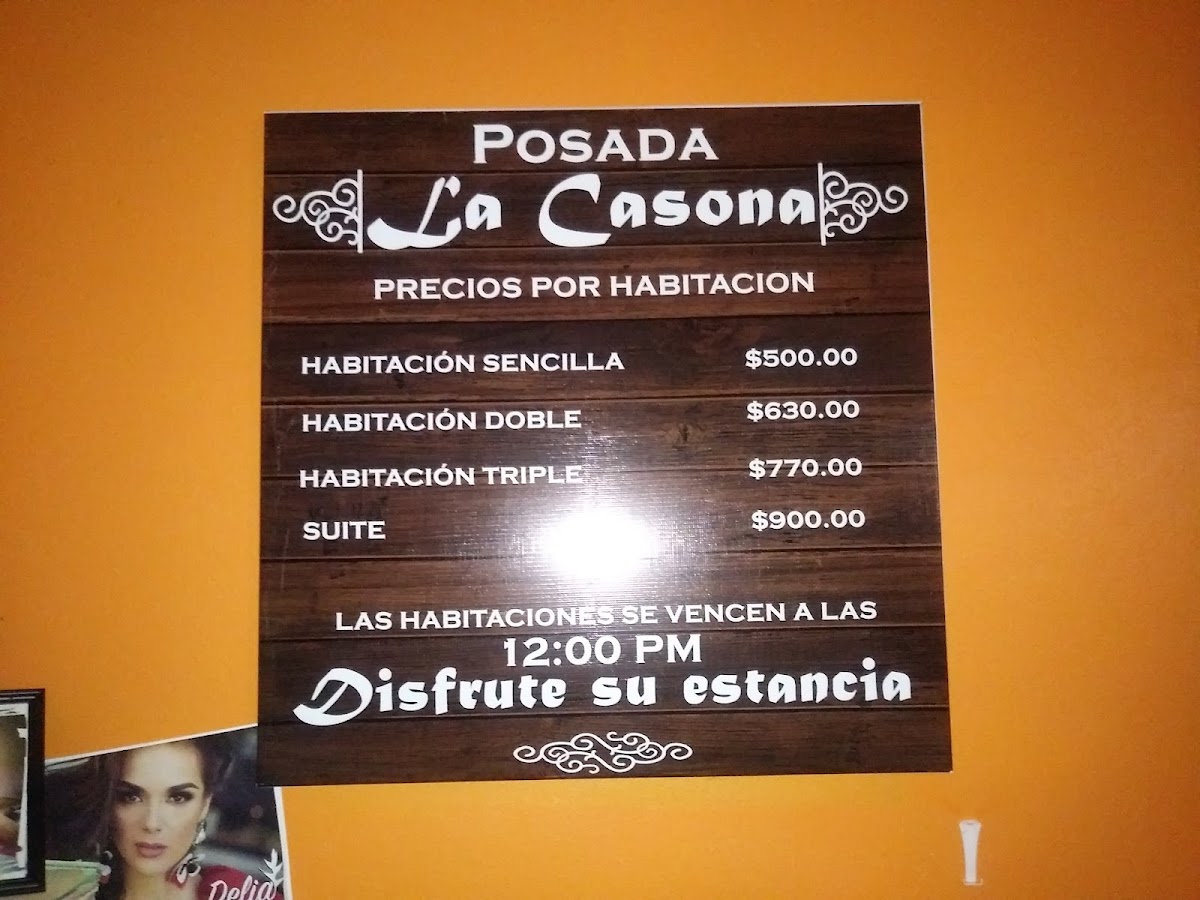 POSADA
La Casona
PRECIOS POR HABITACION
HABITACIÓN SENCILLA $500.00
HABITACIÓN DOBLE $630.00
HABITACIÓN TRIPLE $770.00
SUITE $900.00
LAS HABITACIONES SE VENCEN A LAS
12:00 PM
Disfrute su estancia
Delia